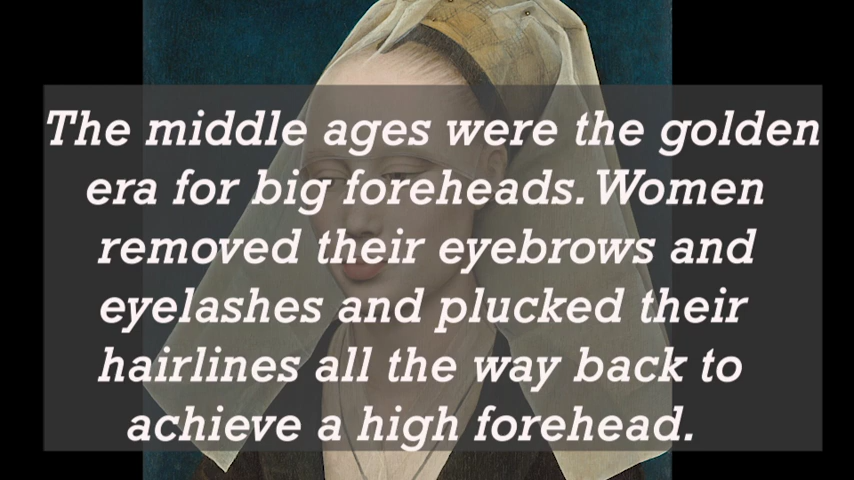 The middle ages were the golden
era for big foreheads. Women
removed their eyebrows and
eyelashes and plucked their
hairlines all the way back to
achieve a high forehead.